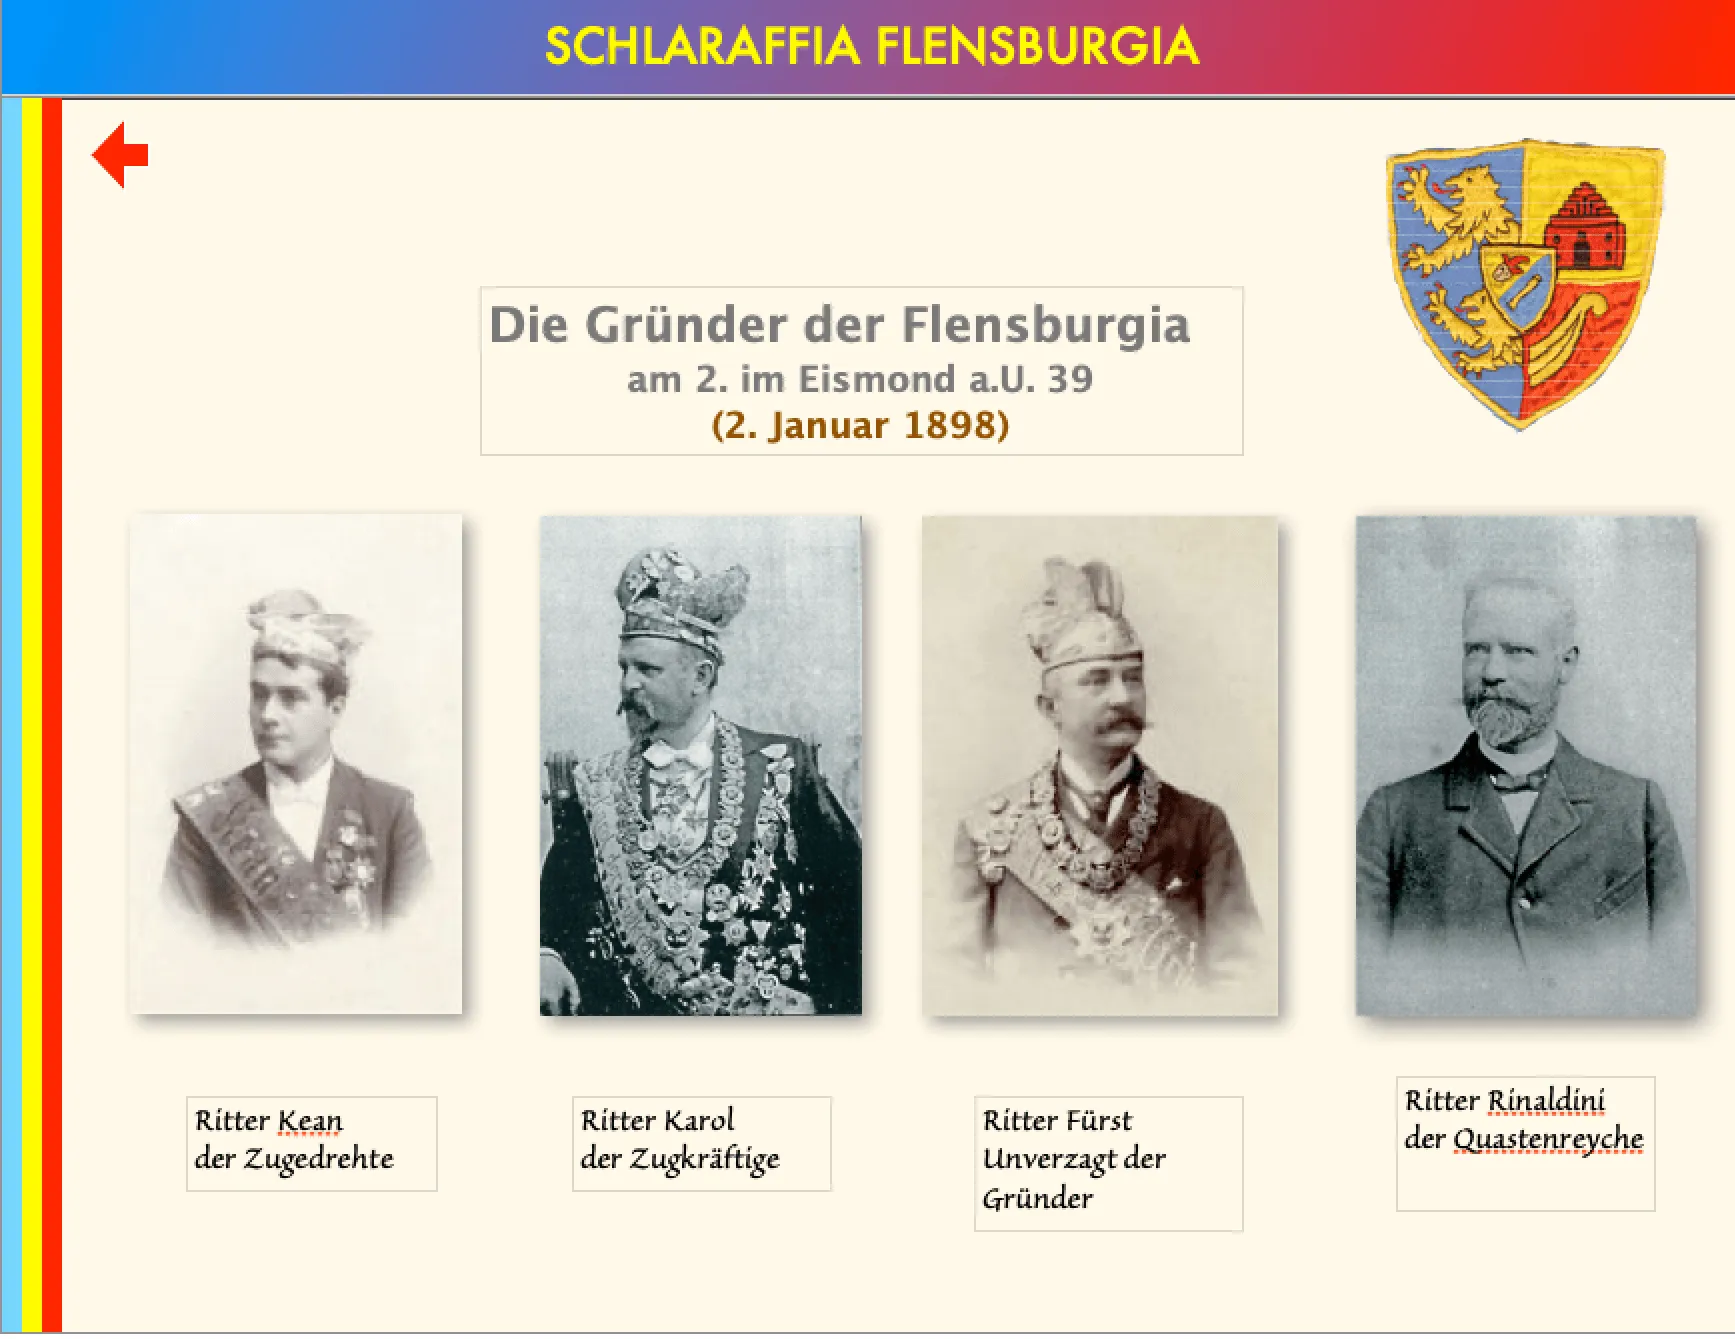 SCHLARAFFIA FLENSBURGIA
Die Gründer der Flensburgia
am 2. im Eismond a.U. 39
(2. Januar 1898)
Ritter Kean
der Zugedrehte
Ritter Karol
der Zugkräftige
Ritter Fürst
Unverzagt der
Gründer
Ritter Rinaldini
der Quastenreyche